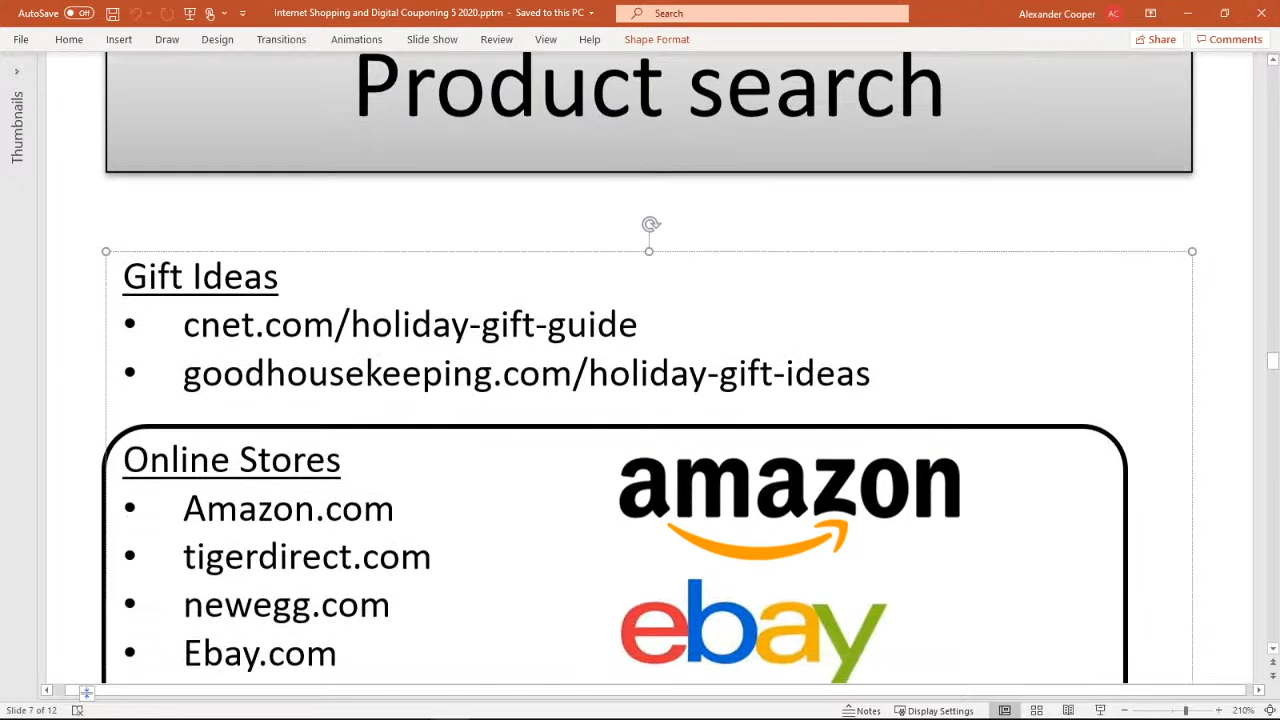 AutoSave Off Internet Shopping and Digital Couponing 5 2020.pptm - Saved to this PC Search Alexander Cooper AC
File Home Insert Draw Design Transitions Animations Slide Show Review View Help Shape Format Share Comments
Thumbnails
Product search
Gift Ideas
• cnet.com/holiday-gift-guide
• goodhousekeeping.com/holiday-gift-ideas
Online Stores
• Amazon.com
• tigerdirect.com
• newegg.com
• Ebay.com
amazon
ebay
Slide 7 of 12 Notes Display Settings 210%